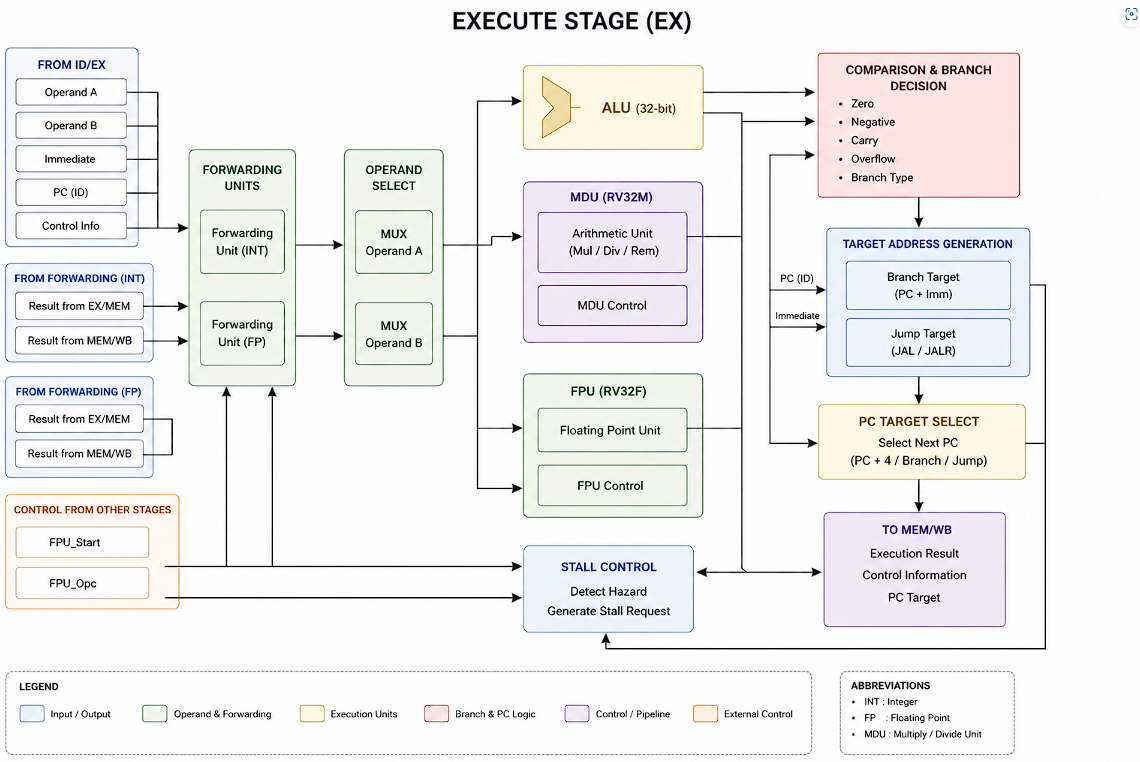 EXECUTE STAGE (EX)
FROM ID/EX
Operand A
Operand B
Immediate
PC (ID)
Control Info
FROM FORWARDING (INT)
Result from EX/MEM
Result from MEM/WB
FROM FORWARDING (FP)
Result from EX/MEM
Result from MEM/WB
CONTROL FROM OTHER STAGES
FPU_Start
FPU_Opc
FORWARDING
UNITS
Forwarding
Unit (INT)
Forwarding
Unit (FP)
OPERAND
SELECT
MUX
Operand A
MUX
Operand B
ALU (32-bit)
MDU (RV32M)
Arithmetic Unit
(Mul / Div / Rem)
MDU Control
FPU (RV32F)
Floating Point Unit
FPU Control
STALL CONTROL
Detect Hazard
Generate Stall Request
COMPARISON & BRANCH
DECISION
• Zero
• Negative
• Carry
• Overflow
• Branch Type
PC (ID)
Immediate
TARGET ADDRESS GENERATION
Branch Target
(PC + Imm)
Jump Target
(JAL / JALR)
PC TARGET SELECT
Select Next PC
(PC + 4 / Branch / Jump)
TO MEM/WB
Execution Result
Control Information
PC Target
LEGEND
Input / Output
Operand & Forwarding
Execution Units
Branch & PC Logic
Control / Pipeline
External Control
ABBREVIATIONS
• INT : Integer
• FP : Floating Point
• MDU : Multiply / Divide Unit